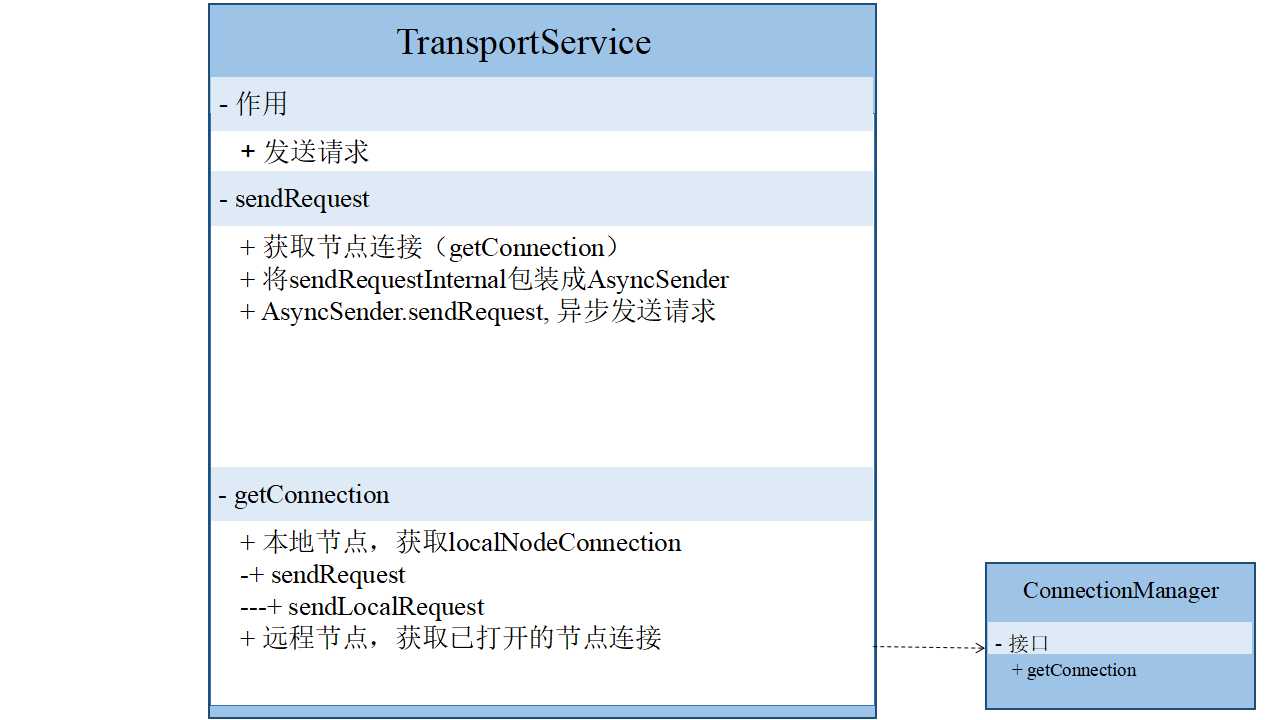 TransportService
- 作用
+ 发送请求
- sendRequest
+ 获取节点连接（getConnection）
+ 将sendRequestInternal包装成AsyncSender
+ AsyncSender.sendRequest, 异步发送请求
- getConnection
+ 本地节点，获取localNodeConnection
-+ sendRequest
---+ sendLocalRequest
+ 远程节点，获取已打开的节点连接
ConnectionManager
- 接口
+ getConnection